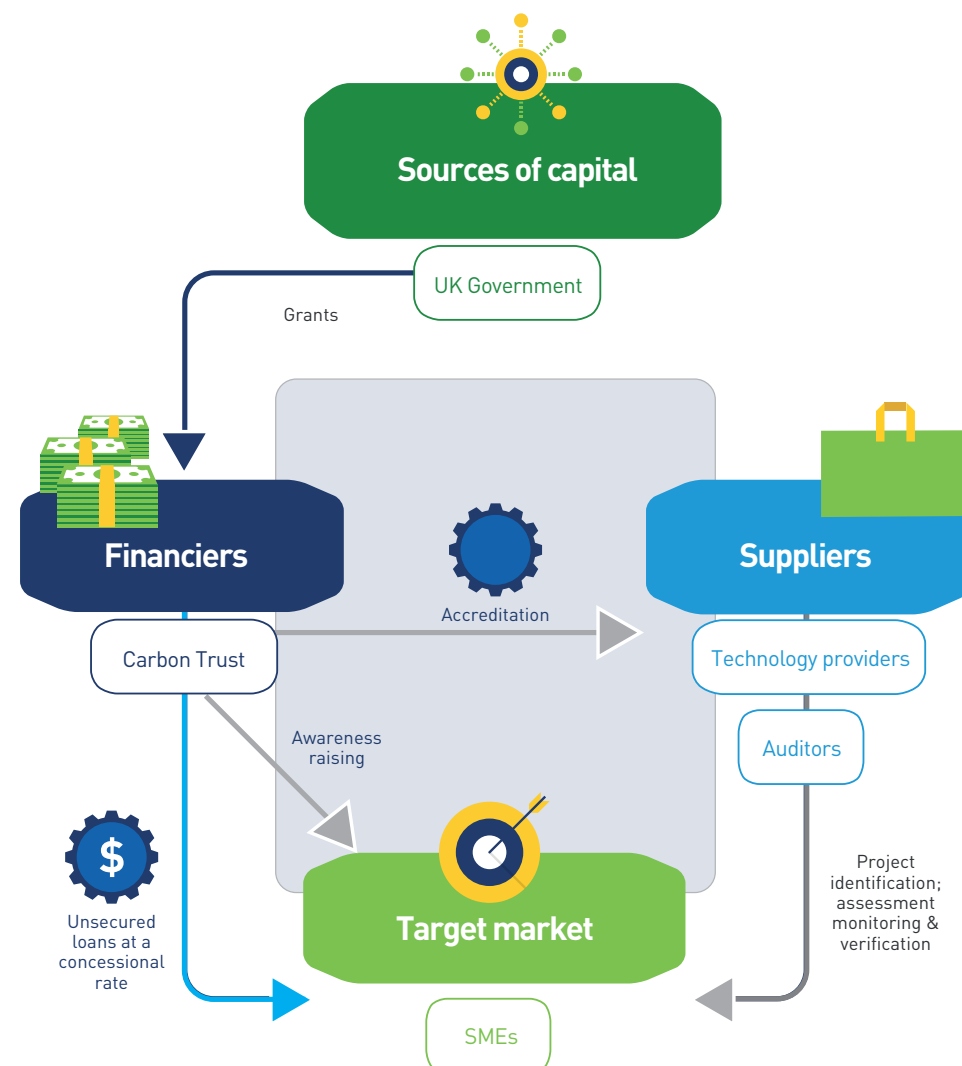 Sources of capital
UK Government
Grants
Financiers
Suppliers
Accreditation
Carbon Trust
Technology providers
Awareness
raising
Auditors
$
Unsecured
loans at a
concessional
rate
Project
identification;
assessment
monitoring &
verification
Target market
SMEs